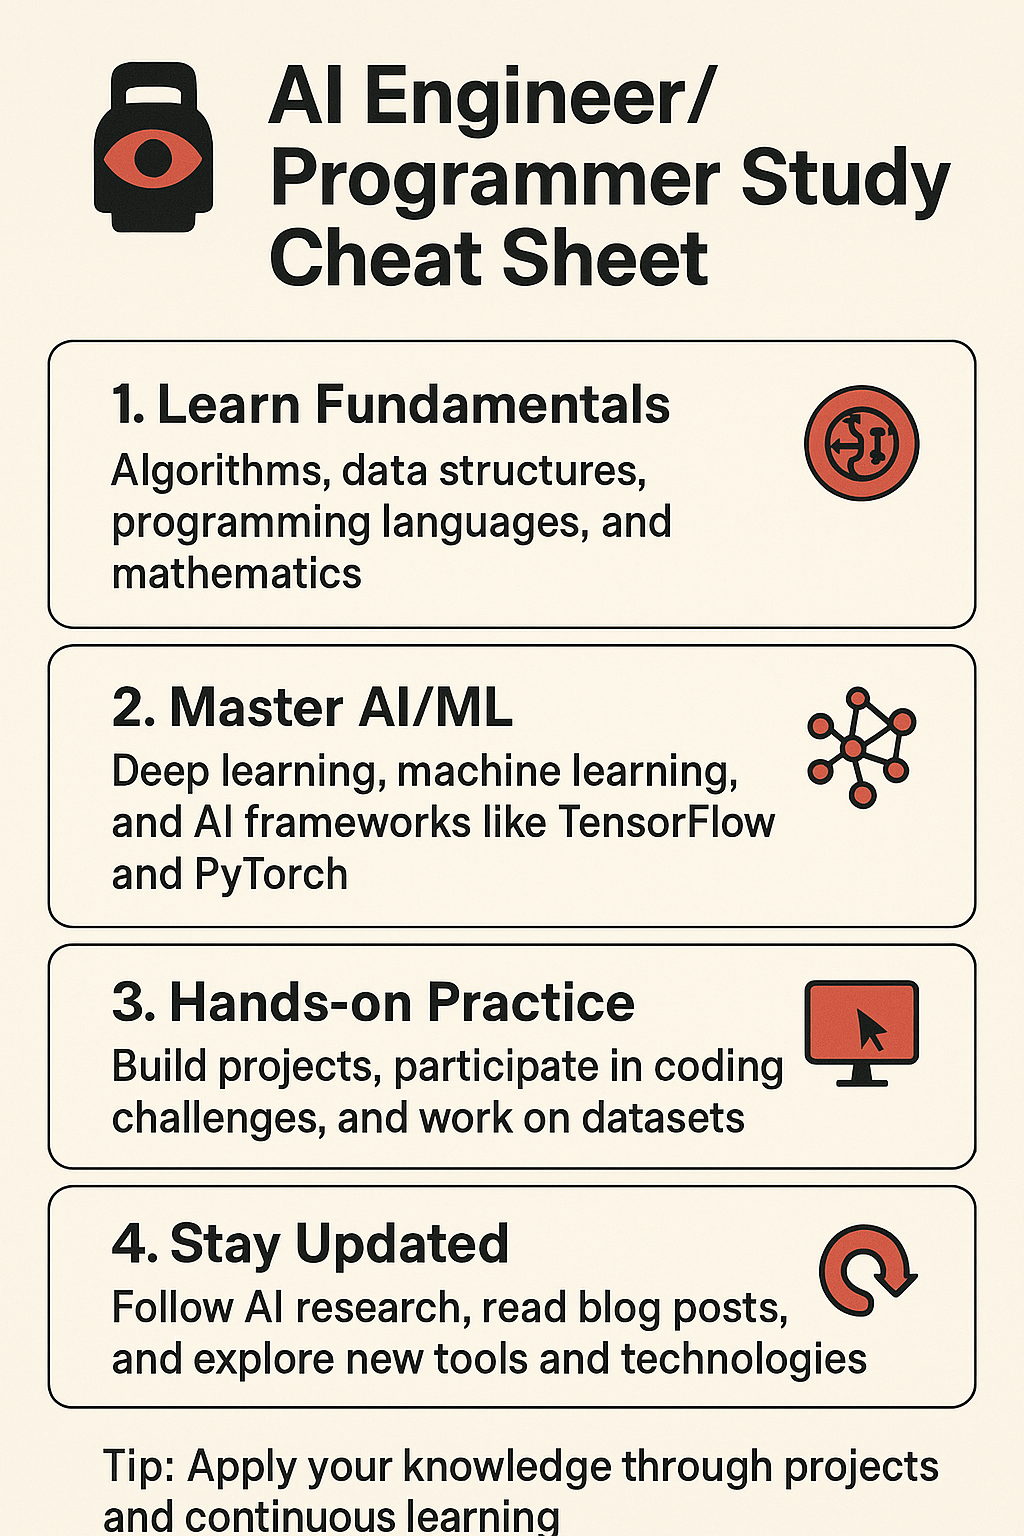 AI Engineer/
Programmer Study
Cheat Sheet
1. Learn Fundamentals
Algorithms, data structures,
programming languages, and
mathematics
2. Master AI/ML
Deep learning, machine learning,
and AI frameworks like TensorFlow
and PyTorch
3. Hands-on Practice
Build projects, participate in coding
challenges, and work on datasets
4. Stay Updated
Follow AI research, read blog posts,
and explore new tools and technologies
Tip: Apply your knowledge through projects
and continuous learning